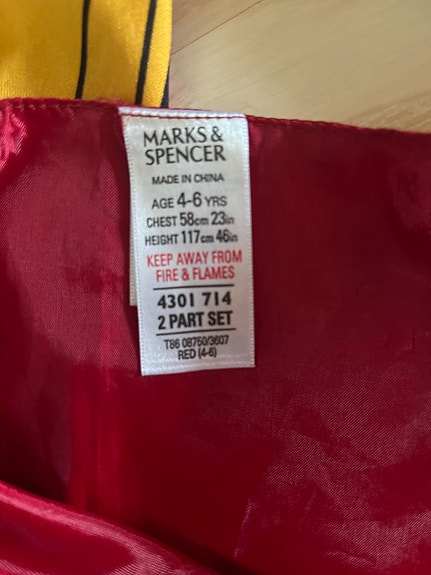 MARKS &
SPENCER
MADE IN CHINA
AGE 4-6 YRS
CHEST 58cm 23in
HEIGHT 117cm 46in
KEEP AWAY FROM
FIRE & FLAMES
4301 714
2 PART SET
T86 08750/3607
RED (4-6)